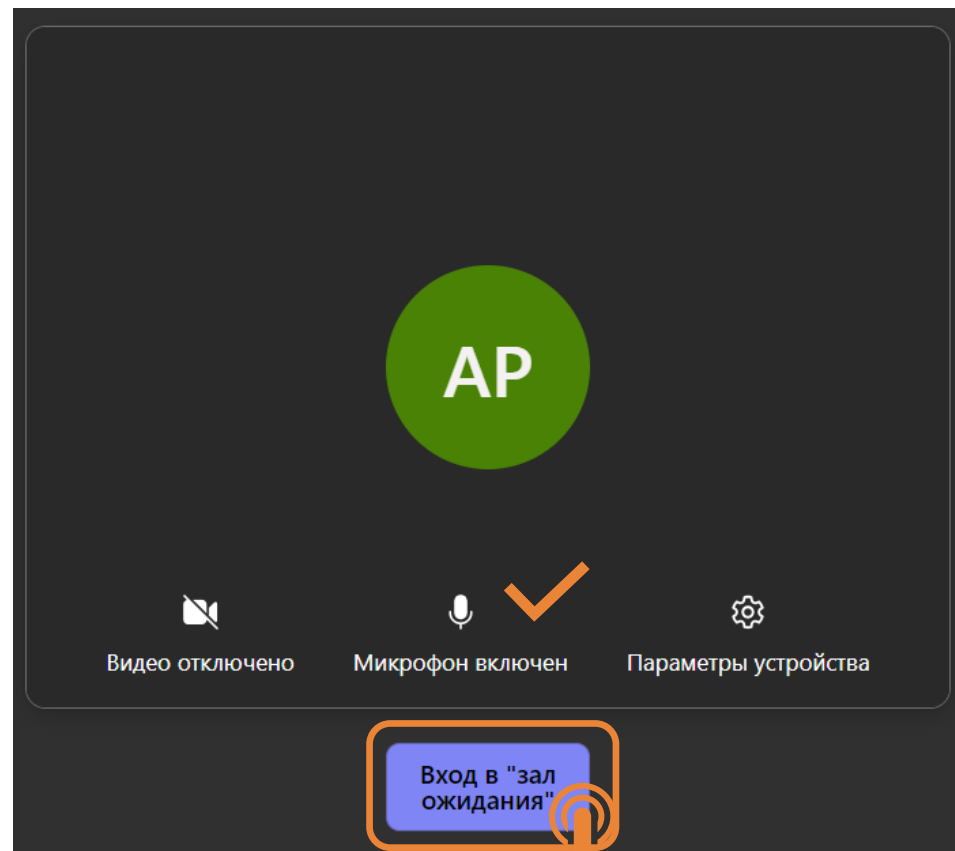 AP
Видео отключено
Микрофон включен
Параметры устройства
Вход в "зал
ожидания"